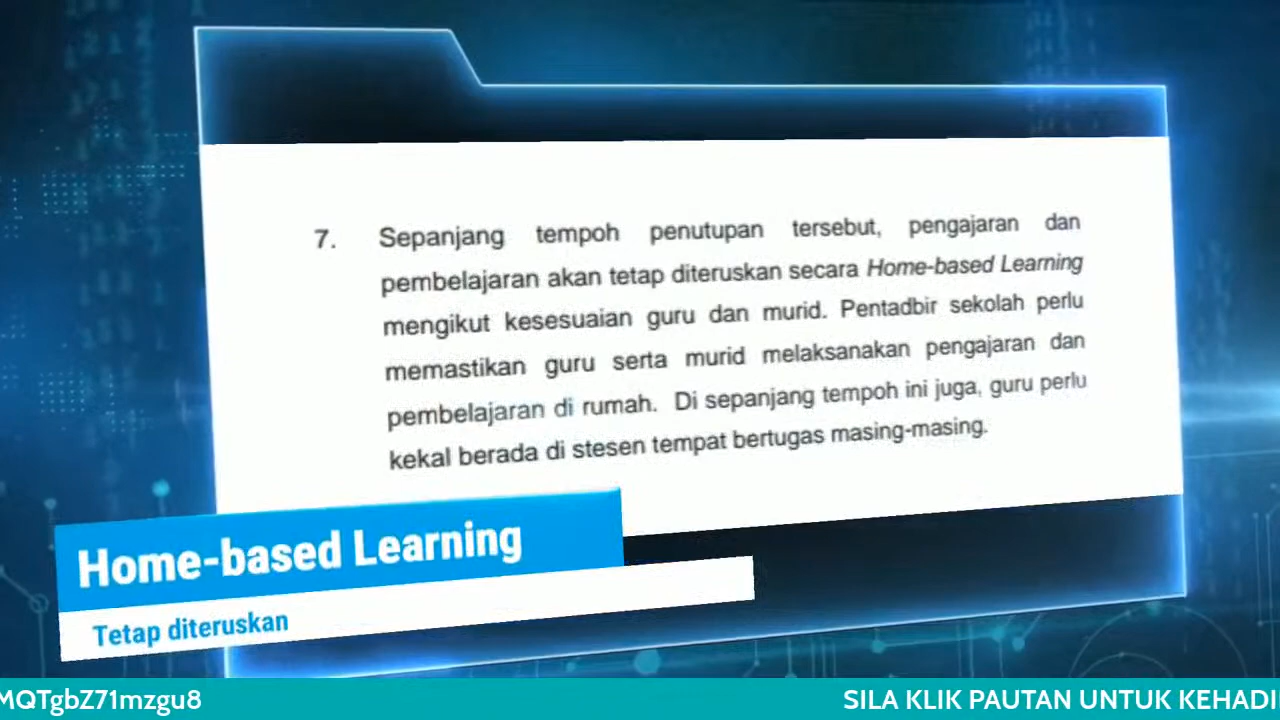 7. Sepanjang tempoh penutupan tersebut, pengajaran dan
pembelajaran akan tetap diteruskan secara Home-based Learning
mengikut kesesuaian guru dan murid. Pentadbir sekolah perlu
memastikan guru serta murid melaksanakan pengajaran dan
pembelajaran di rumah. Di sepanjang tempoh ini juga, guru perlu
kekal berada di stesen tempat bertugas masing-masing.
Home-based Learning
Tetap diteruskan
MQTgbZ71mzgu8
SILA KLIK PAUTAN UNTUK KEHADI